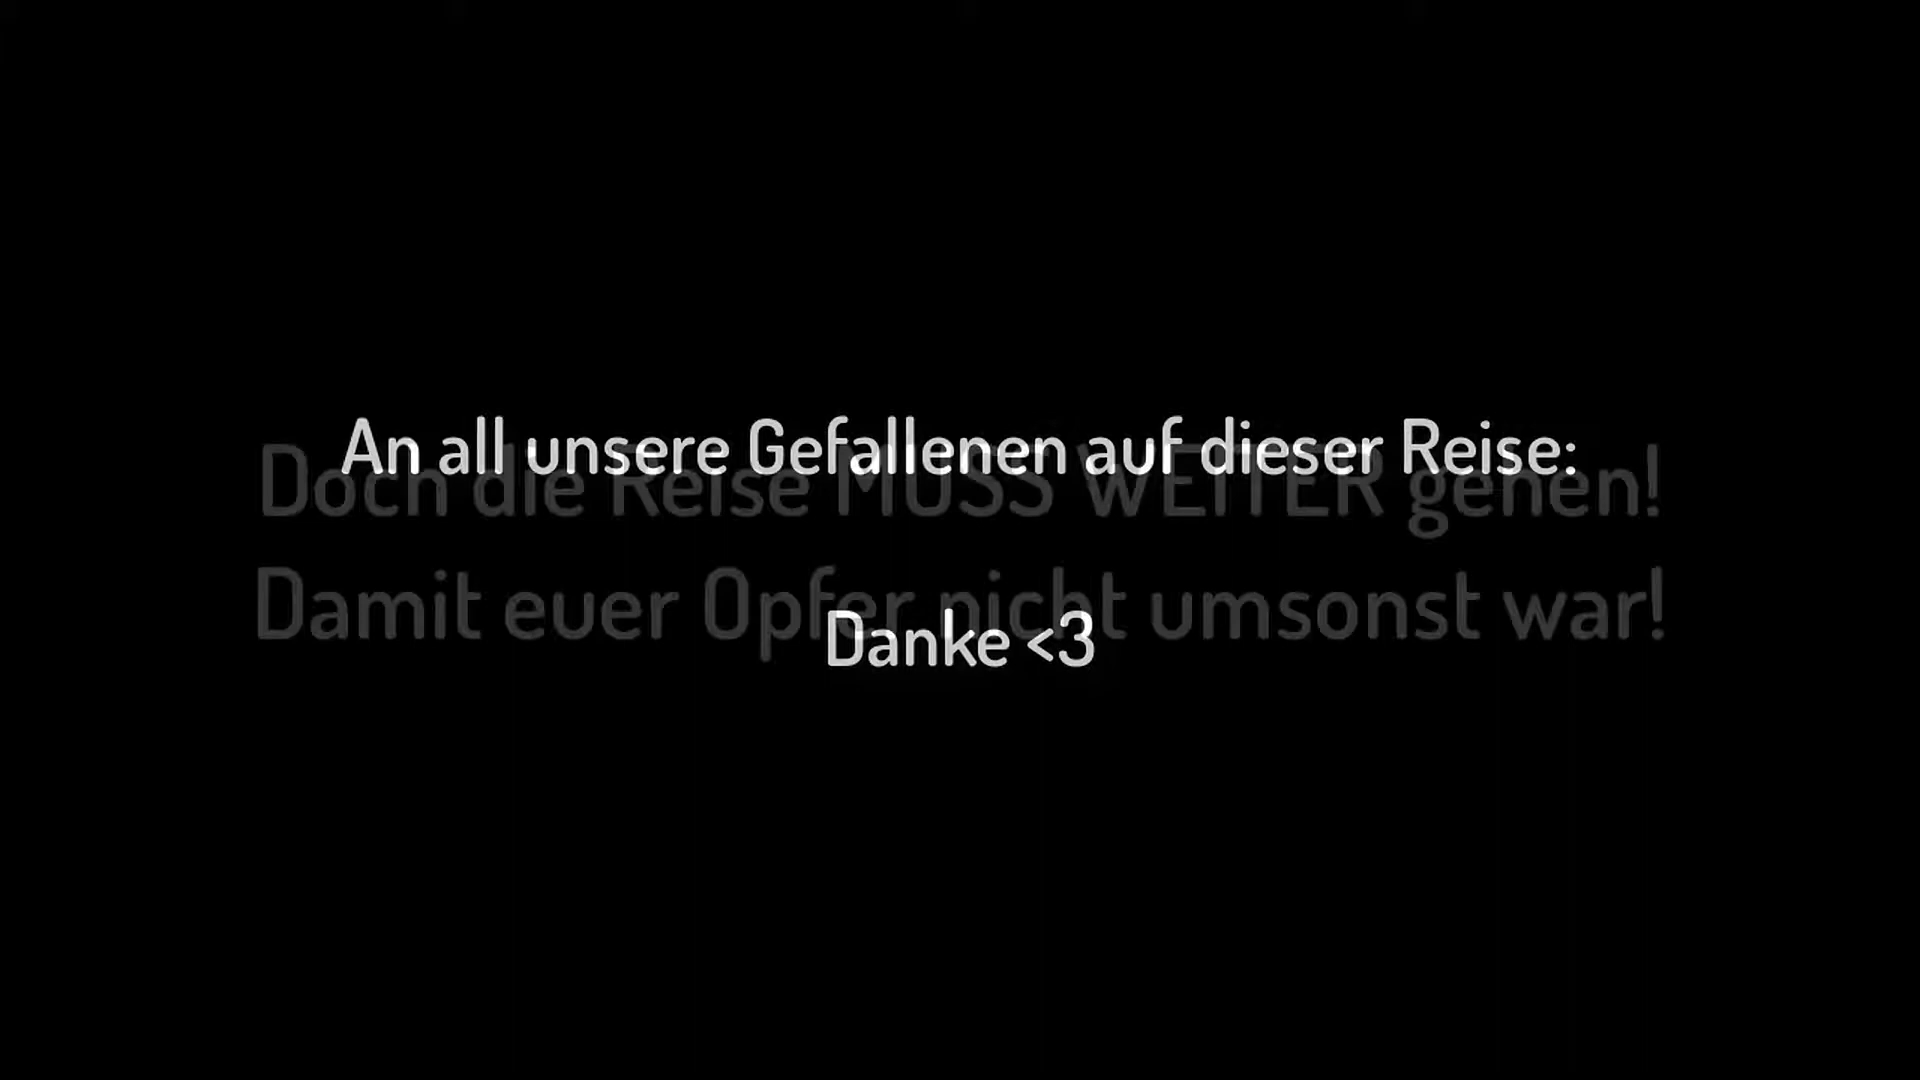 An all unsere Gefallenen auf dieser Reise:
Doch die Reise MUSS WEITER gehen!
Damit euer Opfer nicht umsonst war!
Danke <3